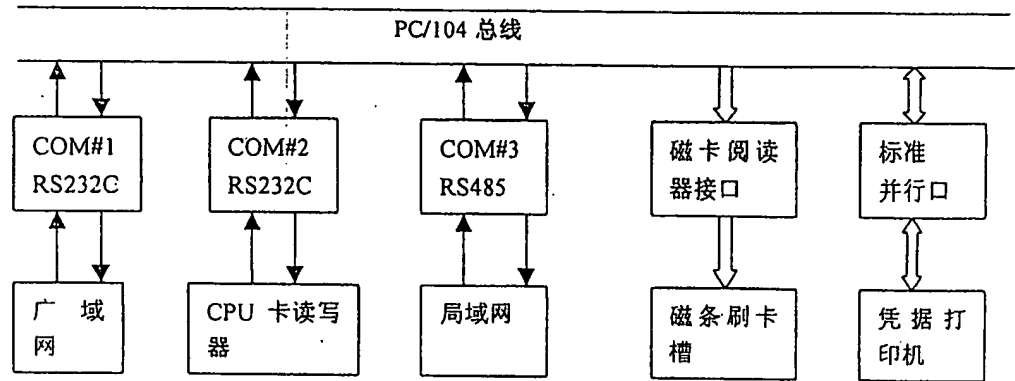 PC/104 总线
COM#1
RS232C
COM#2
RS232C
COM#3
RS485
磁卡阅读
器接口
标准
并行口
广 域
网
CPU 卡读写
器
局域网
磁条刷卡
槽
凭据打
印机